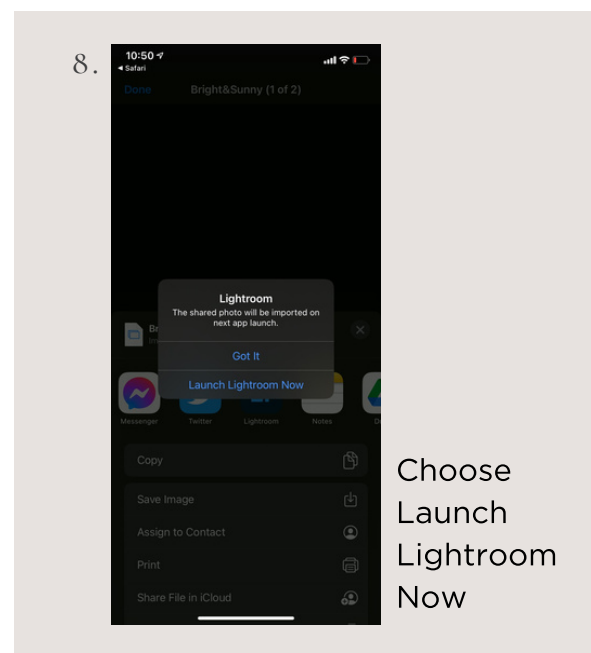 8.
10:50
Safari
Done Bright&Sunny (1 of 2)
Lightroom
The shared photo will be imported on
next app launch.
Br
Got It
Launch Lightroom Now
Messenger Twitter Lightroom Notes
Copy
Save Image
Assign to Contact
Print
Share File in iCloud
Choose
Launch
Lightroom
Now